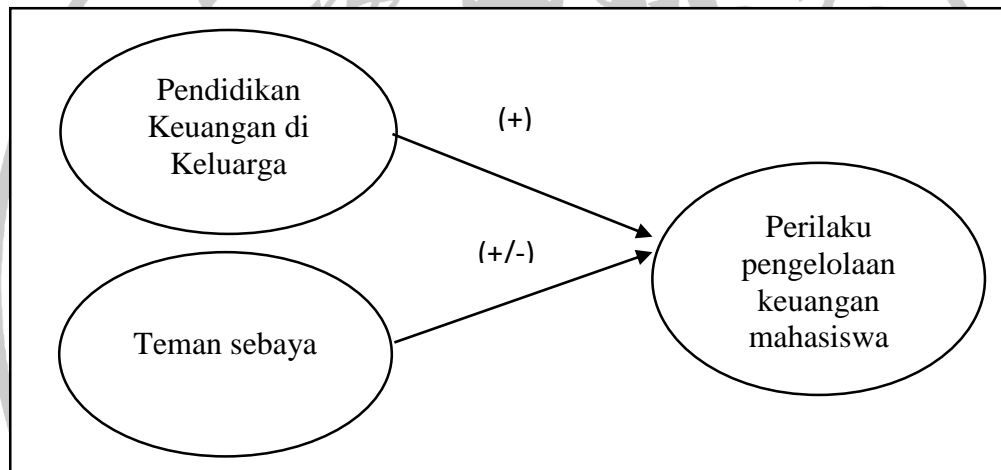 Pendidikan
Keuangan di
Keluarga
(+)
Teman sebaya
(+/-)
Perilaku
pengelolaan
keuangan
mahasiswa